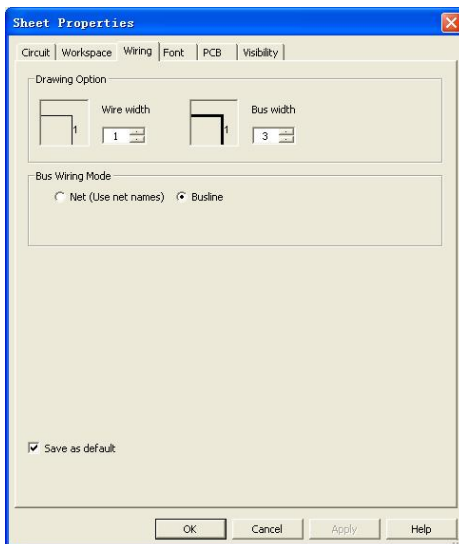 Sheet Properties
Circuit Workspace Wiring Font PCB Visibility
Drawing Option
Wire width Bus width
1 1 1 3
Bus Wiring Mode
Net (Use net names) Busline
Save as default
OK Cancel Apply Help